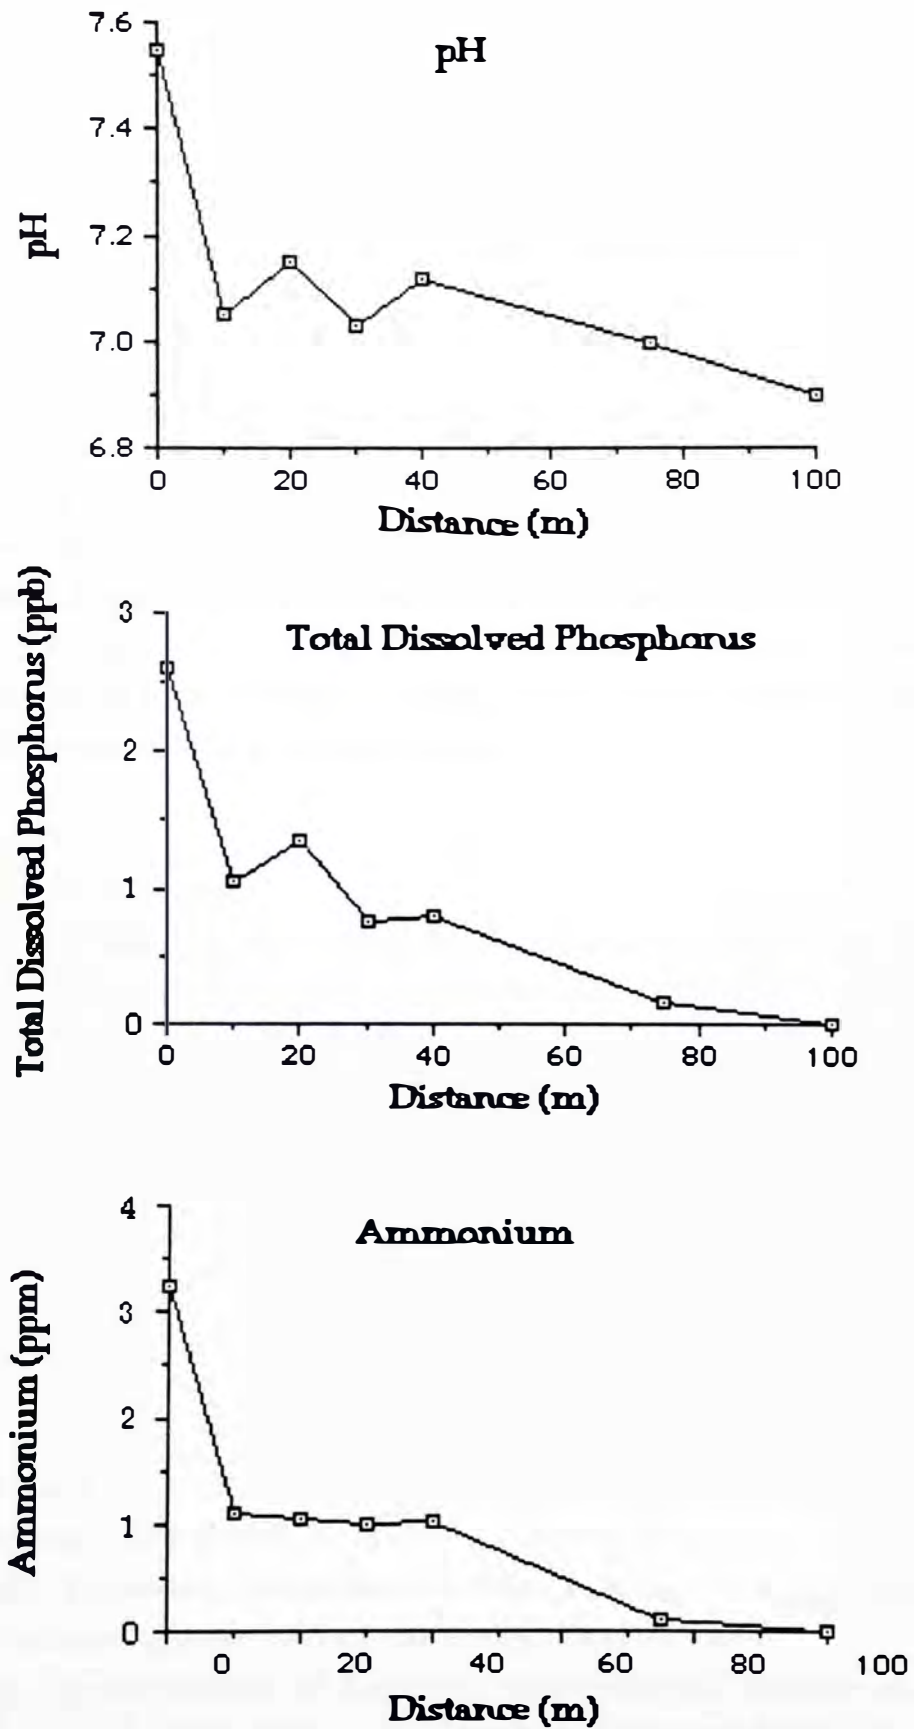 pH
7.6
7.4
7.2
7.0
6.8
pH
0 20 40 60 80 100
Distance (m)
Total Dissolved Phosphorus
3
2
1
0
Total Dissolved Phosphorus (ppb)
0 20 40 60 80 100
Distance (m)
Ammonium
4
3
2
1
0
Ammonium (ppm)
0 20 40 60 80 100
Distance (m)